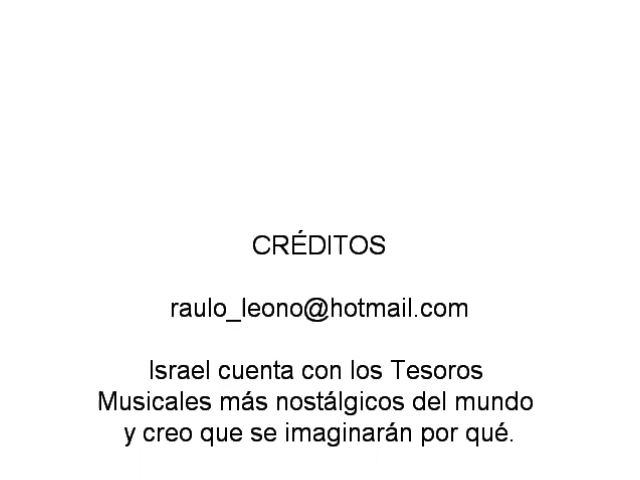 CRÉDITOS
raulo_leono@hotmail.com
Israel cuenta con los Tesoros
Musicales más nostálgicos del mundo
y creo que se imaginarán por qué.